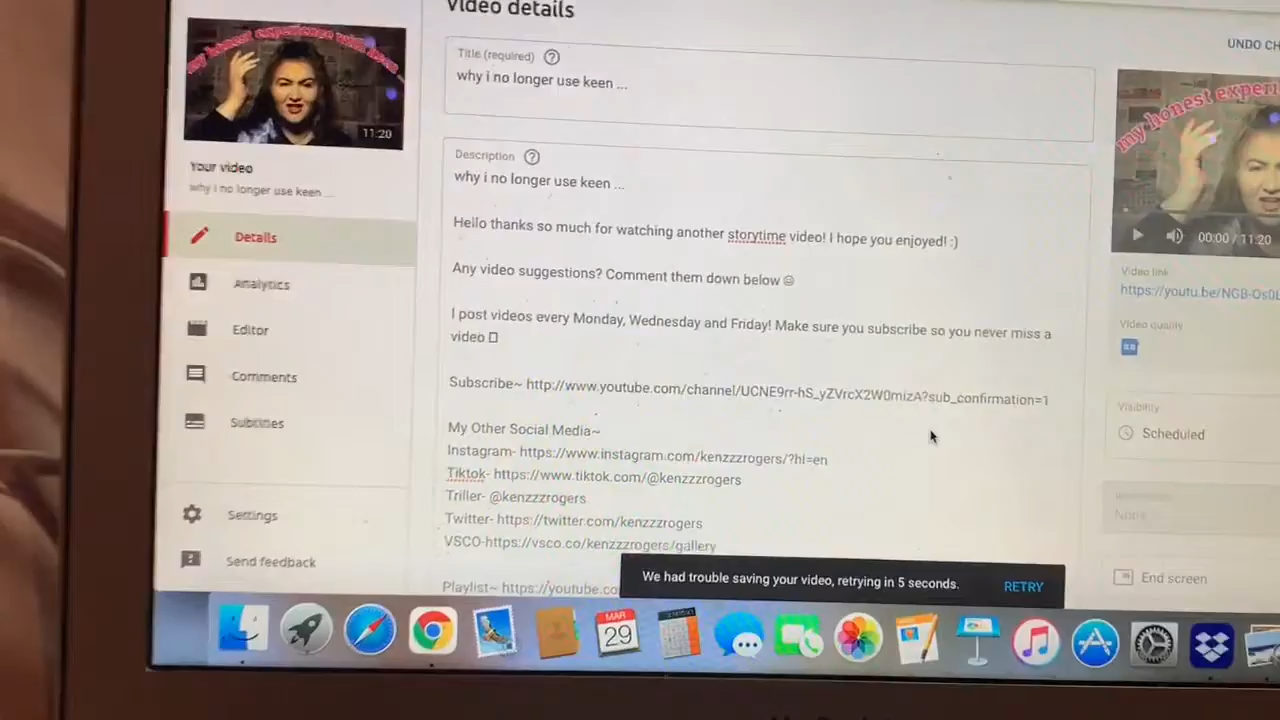 Video details
UNDO CH
my honest experience
11:20
Your video
why i no longer use keen ...
Details
Analytics
Editor
Comments
Subtitles
Settings
Send feedback
Title (required)
why i no longer use keen ...
Description
why i no longer use keen ...
Hello thanks so much for watching another storytime video! I hope you enjoyed! :)
Any video suggestions? Comment them down below ☺
I post videos every Monday, Wednesday and Friday! Make sure you subscribe so you never miss a
video
Subscribe~ http://www.youtube.com/channel/UCNE9rr-hS_yZVrcX2W0mizA?sub_confirmation=1
My Other Social Media~
Instagram- https://www.instagram.com/kenzzzrogers/?hl=en
Tiktok- https://www.tiktok.com/@kenzzzrogers
Triller- @kenzzzrogers
Twitter- https://twitter.com/kenzzzrogers
VSCO-https://vsco.co/kenzzzrogers/gallery
Playlist~ https://youtube.co
We had trouble saving your video, retrying in 5 seconds. RETRY
my honest experi
00:00 / 11:20
Video link
https://youtu.be/NGB-Os0
Video quality
Visibility
Scheduled
None
End screen
MAR
29